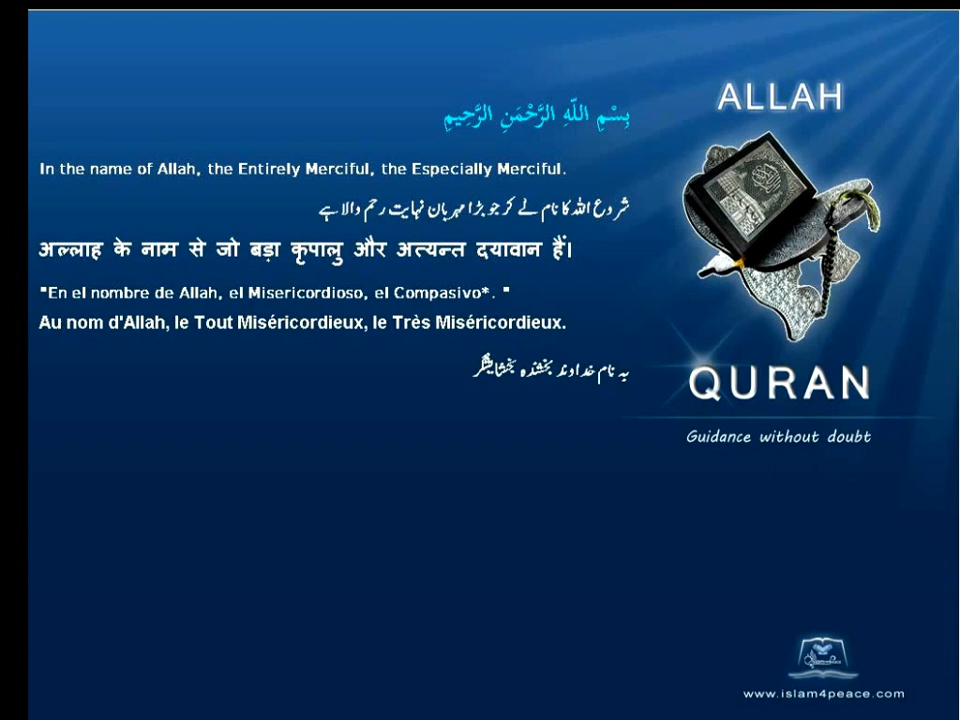 بِسْمِ اللَّهِ الرَّحْمَنِ الرَّحِيمِ
In the name of Allah, the Entirely Merciful, the Especially Merciful.
شروع الله کا نام لے کر جو بڑا مہربان نہایت رحم والا ہے
अल्लाह के नाम से जो बड़ा कृपालु और अत्यन्त दयावान हैं।
"En el nombre de Allah, el Misericordioso, el Compasivo*. "
Au nom d'Allah, le Tout Miséricordieux, le Très Miséricordieux.
به نام خداوند بخشنده بخشایشگر
ALLAH
QURAN
Guidance without doubt
www.islam4peace.com